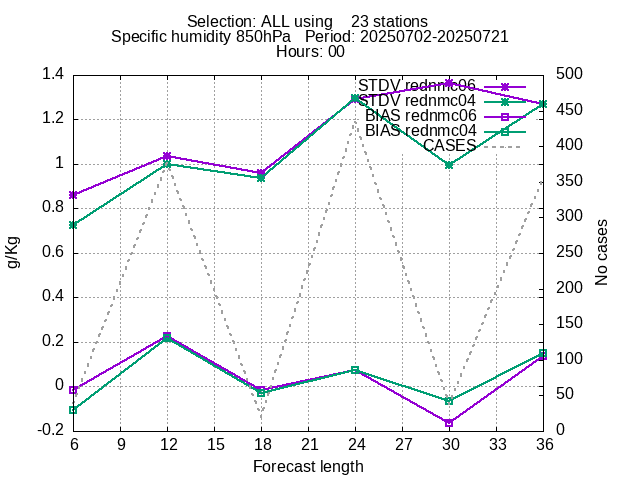 Selection: ALL using    23 stations
Specific humidity 850hPa   Period: 20250702-20250721
Hours: 00
1.4
1.2
1
0.8
0.6
0.4
0.2
0
-0.2
g/Kg
500
450
400
350
300
250
200
150
100
50
0
No cases
STDV rednmc06
STDV rednmc04
BIAS rednmc06
BIAS rednmc04
CASES
6 9 12 15 18 21 24 27 30 33 36
Forecast length